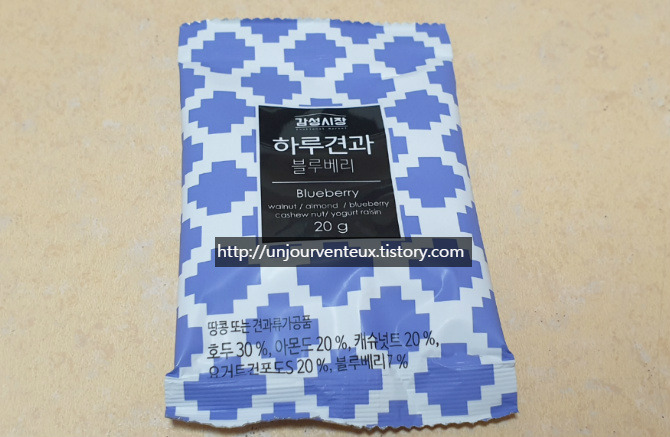 감성시장
하루견과
블루베리
Blueberry
walnut / almond / blueberry
cashew nut/ yogurt raisin
20 g
http://unjourventeux.tistory.com
땅콩 또는 견과류가공품
호두 30 %, 아몬드 20 %, 캐슈넛트 20 %,
요거트건포도S 20 %, 블루베리7 %